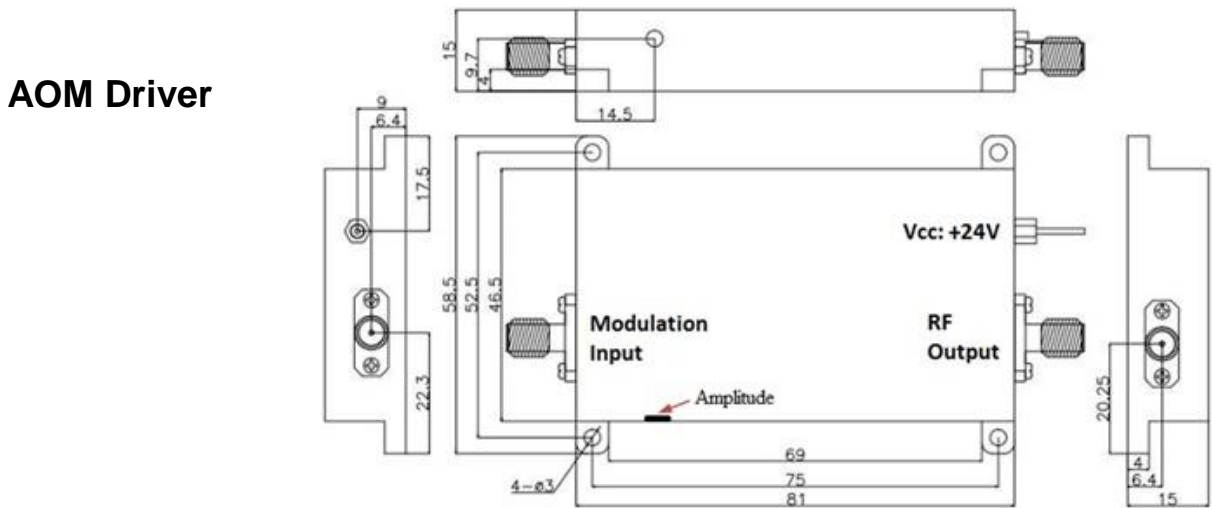 AOM Driver
15
9.7
4
14.5
9
6.4
17.5
22.3
58.5
52.5
46.5
Vcc: +24V
Modulation
Input
RF
Output
Amplitude
4-ø3
69
75
81
20.25
4
6.4
15